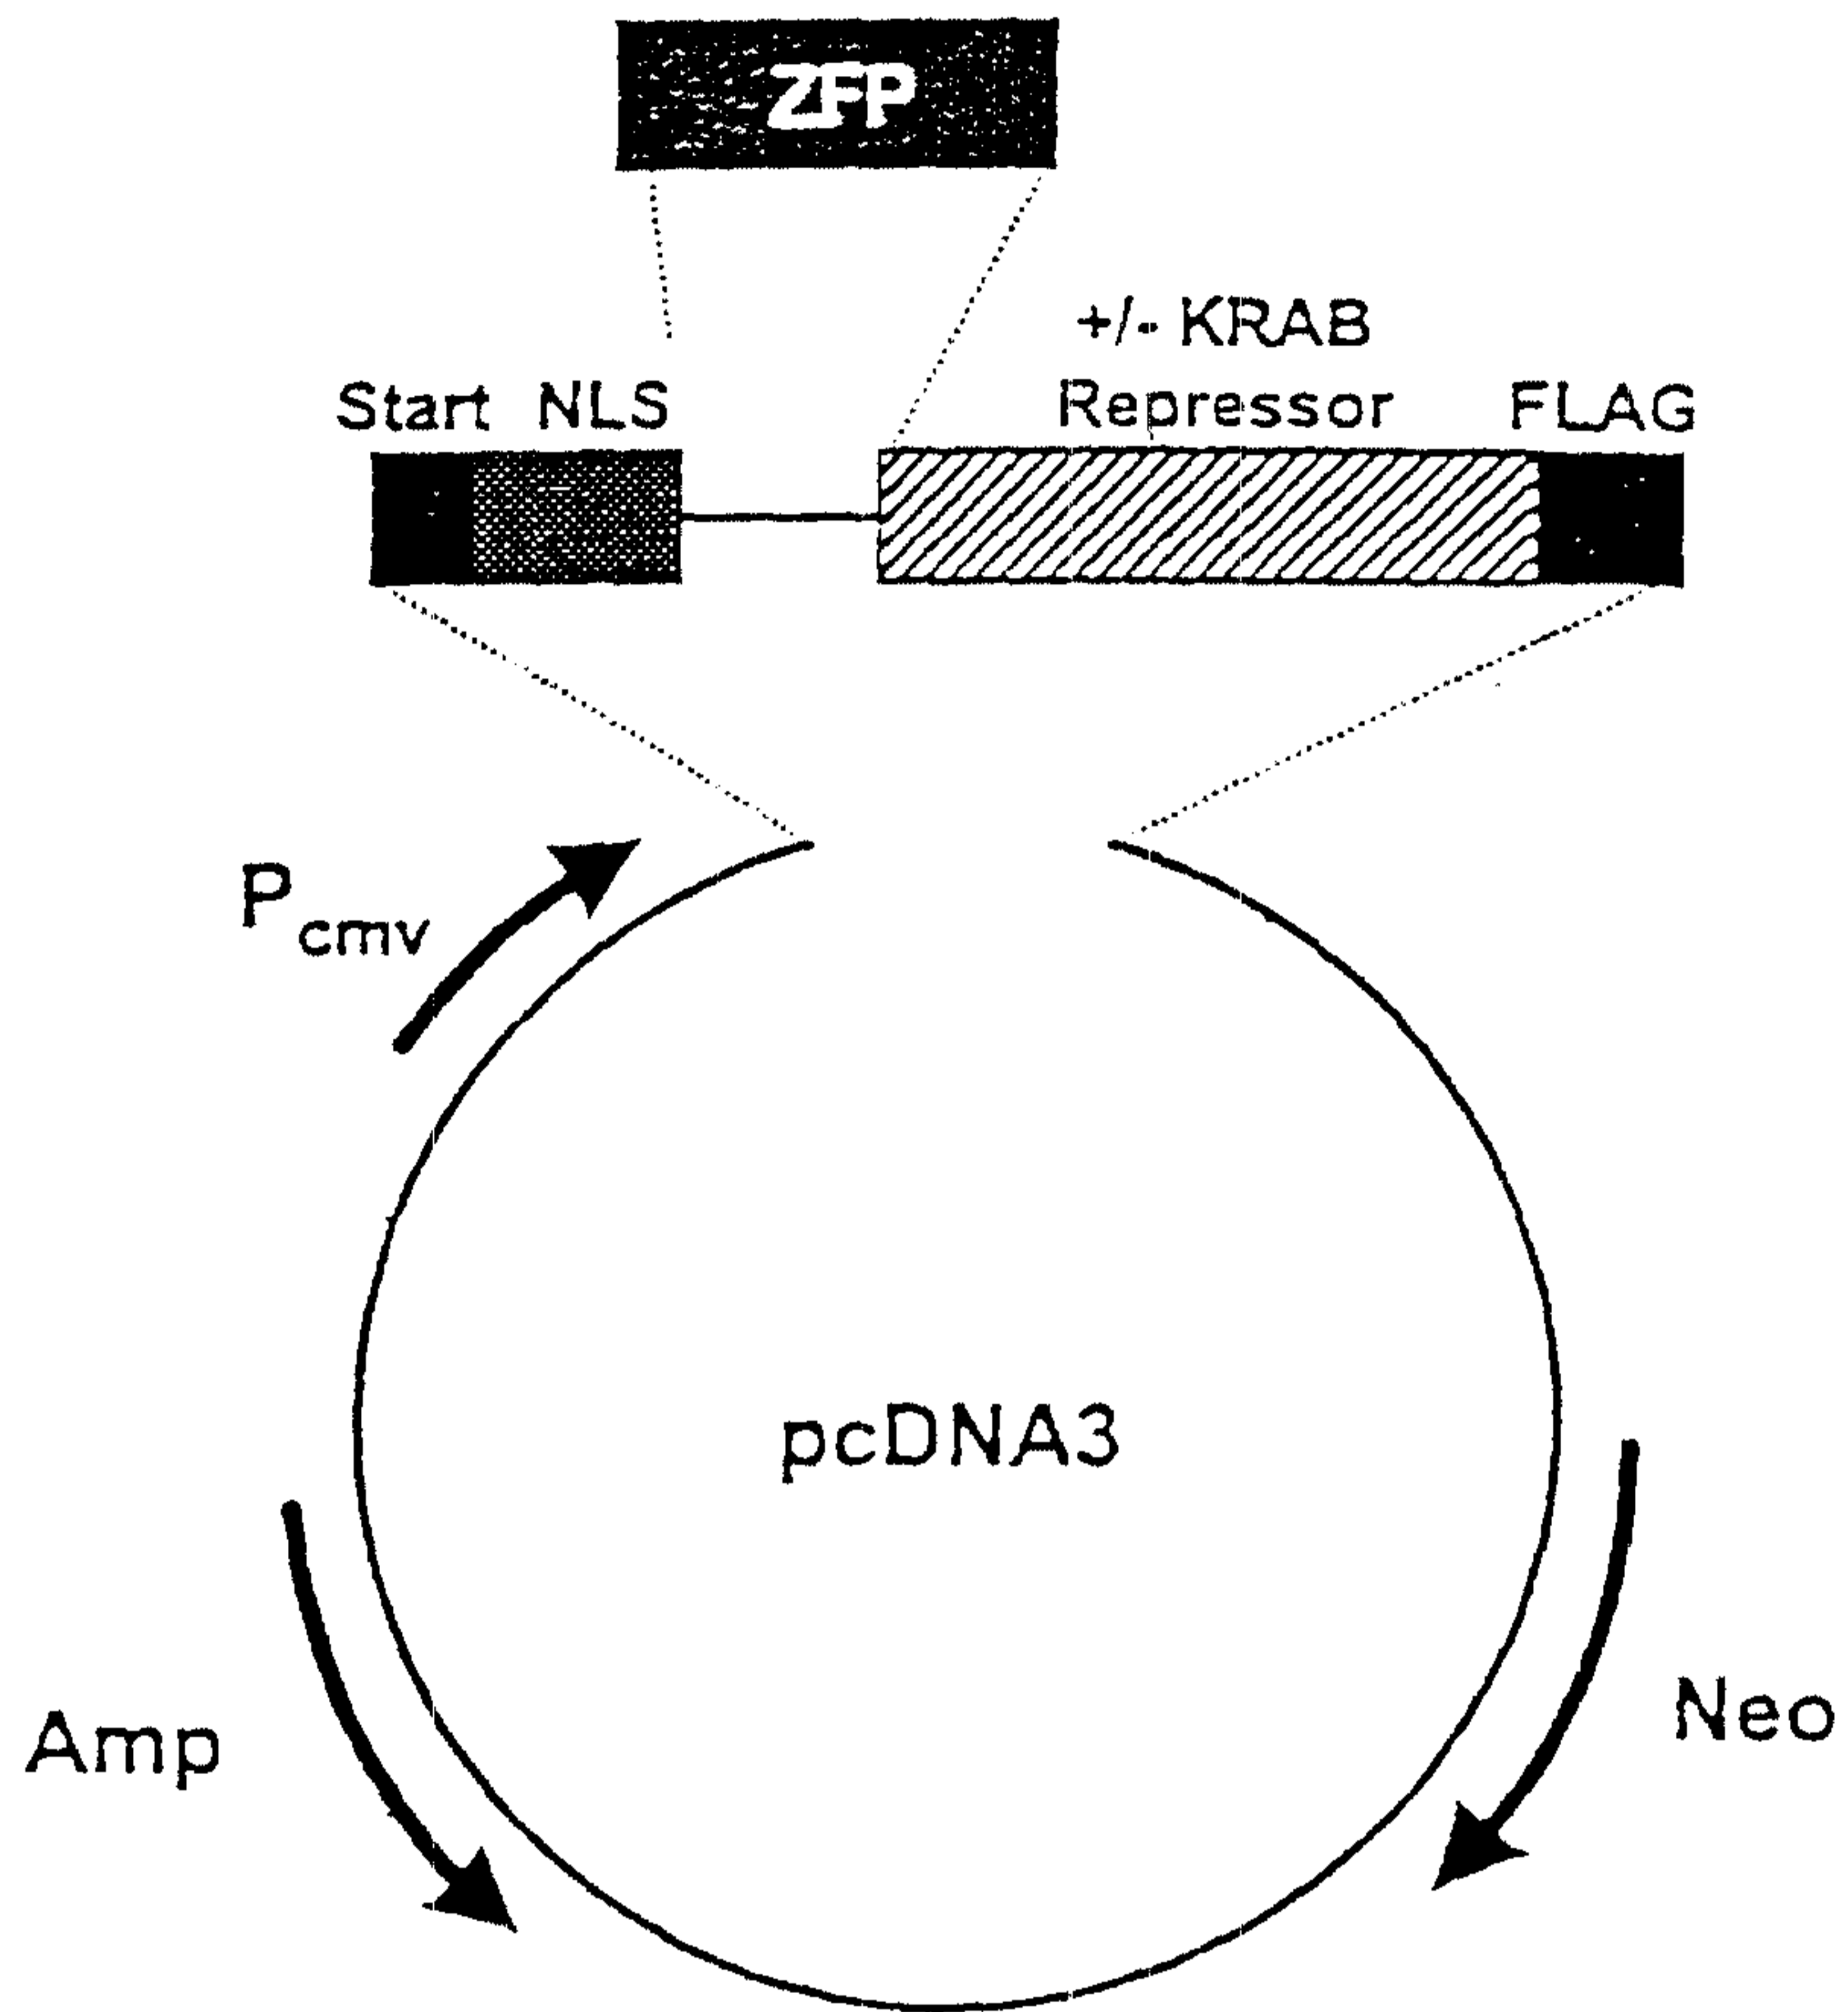 ZFP
+/- KRAB
Start NLS Repressor FLAG
Pcmv
pcDNA3
Amp
Neo